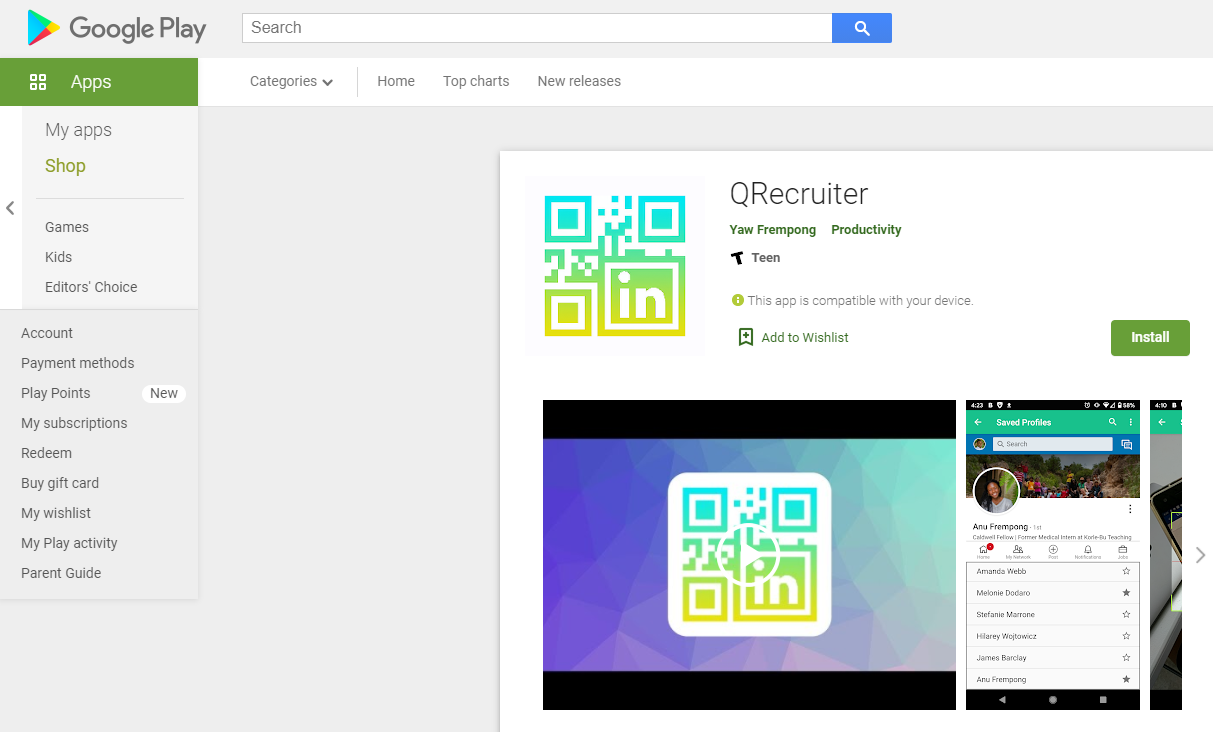 Google Play
Search
Apps
Categories
Home
Top charts
New releases
My apps
Shop
Games
Kids
Editors' Choice
Account
Payment methods
Play Points
New
My subscriptions
Redeem
Buy gift card
My wishlist
My Play activity
Parent Guide
QRecruiter
Yaw Frempong Productivity
Teen
This app is compatible with your device.
Add to Wishlist
Install
in
in
4:23
58%
Saved Profiles
Search
Anu Frempong · 1st
Caldwell Fellow | Former Medical Intern at Korle-Bu Teaching
Home
My Network
Post
Notifications
Jobs
Amanda Webb
Melonie Dodaro
Stefanie Marrone
Hilarey Wojtowicz
James Barclay
Anu Frempong
4:10